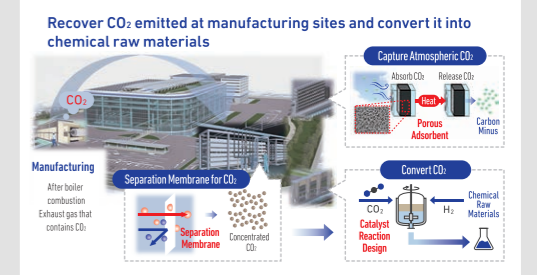 Recover CO₂ emitted at manufacturing sites and convert it into
chemical raw materials
Capture Atmospheric CO₂
Absorb CO₂
Release CO₂
CO₂
Heat
Porous
Adsorbent
Carbon
Minus
Manufacturing
After boiler
combustion
Exhaust gas that
contains CO₂
Separation Membrane for CO₂
Separation
Membrane
Concentrated
CO₂
Convert CO₂
CO₂
H₂
Chemical
Raw
Materials
Catalyst
Reaction
Design